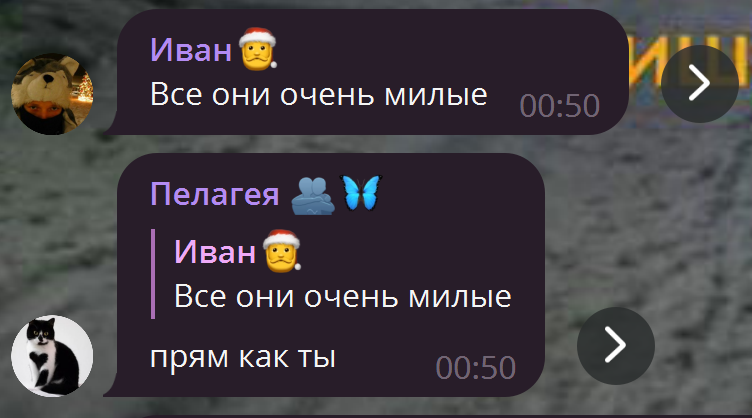 Иван🎅
Все они очень милые
00:50
Пелагея 🫂🦋
Иван🎅
Все они очень милые
прям как ты
00:50